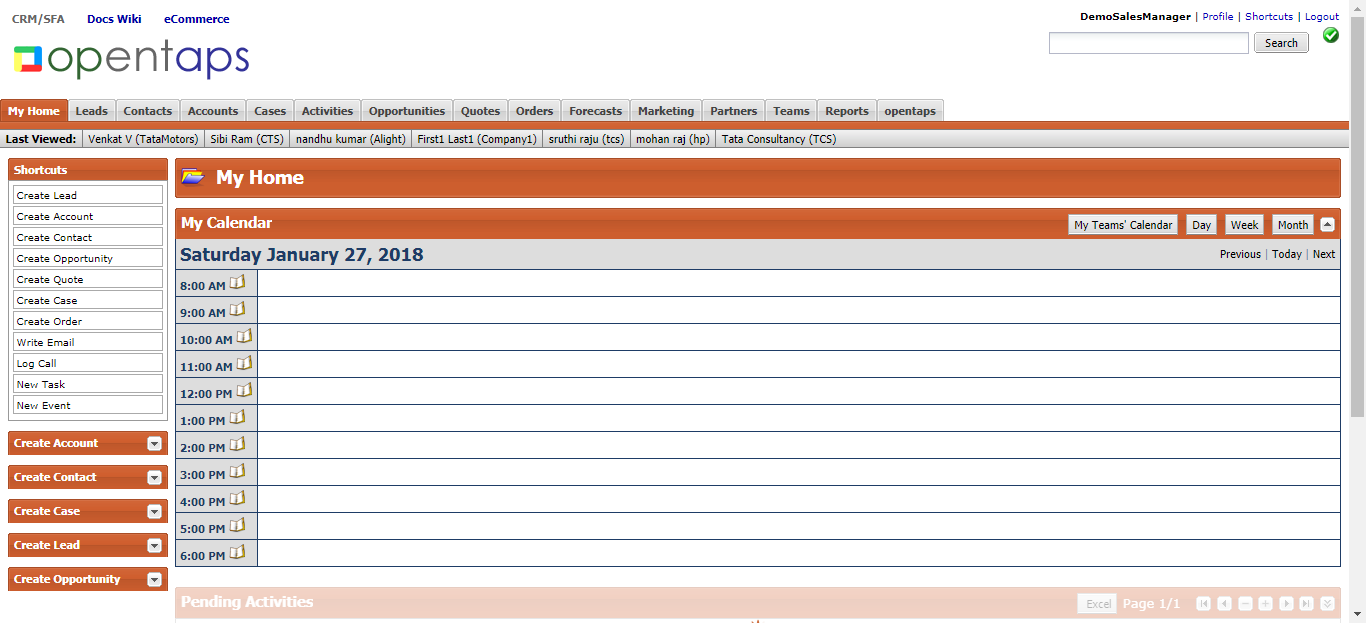 CRM/SFA Docs Wiki eCommerce
DemoSalesManager | Profile | Shortcuts | Logout
opentaps
Search
My Home Leads Contacts Accounts Cases Activities Opportunities Quotes Orders Forecasts Marketing Partners Teams Reports opentaps
Last Viewed: Venkat V (TataMotors) Sibi Ram (CTS) nandhu kumar (Alight) First1 Last1 (Company1) sruthi raju (tcs) mohan raj (hp) Tata Consultancy (TCS)
Shortcuts
Create Lead
Create Account
Create Contact
Create Opportunity
Create Quote
Create Case
Create Order
Write Email
Log Call
New Task
New Event
Create Account
Create Contact
Create Case
Create Lead
Create Opportunity
My Home
My Calendar My Teams' Calendar Day Week Month
Saturday January 27, 2018 Previous | Today | Next
8:00 AM
9:00 AM
10:00 AM
11:00 AM
12:00 PM
1:00 PM
2:00 PM
3:00 PM
4:00 PM
5:00 PM
6:00 PM
Pending Activities Excel Page 1/1